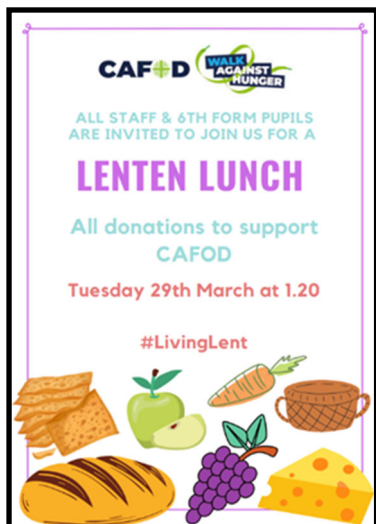 CAFOD
WALK
AGAINST
HUNGER
ALL STAFF & 6TH FORM PUPILS
ARE INVITED TO JOIN US FOR A
LENTEN LUNCH
All donations to support
CAFOD
Tuesday 29th March at 1.20
#LivingLent